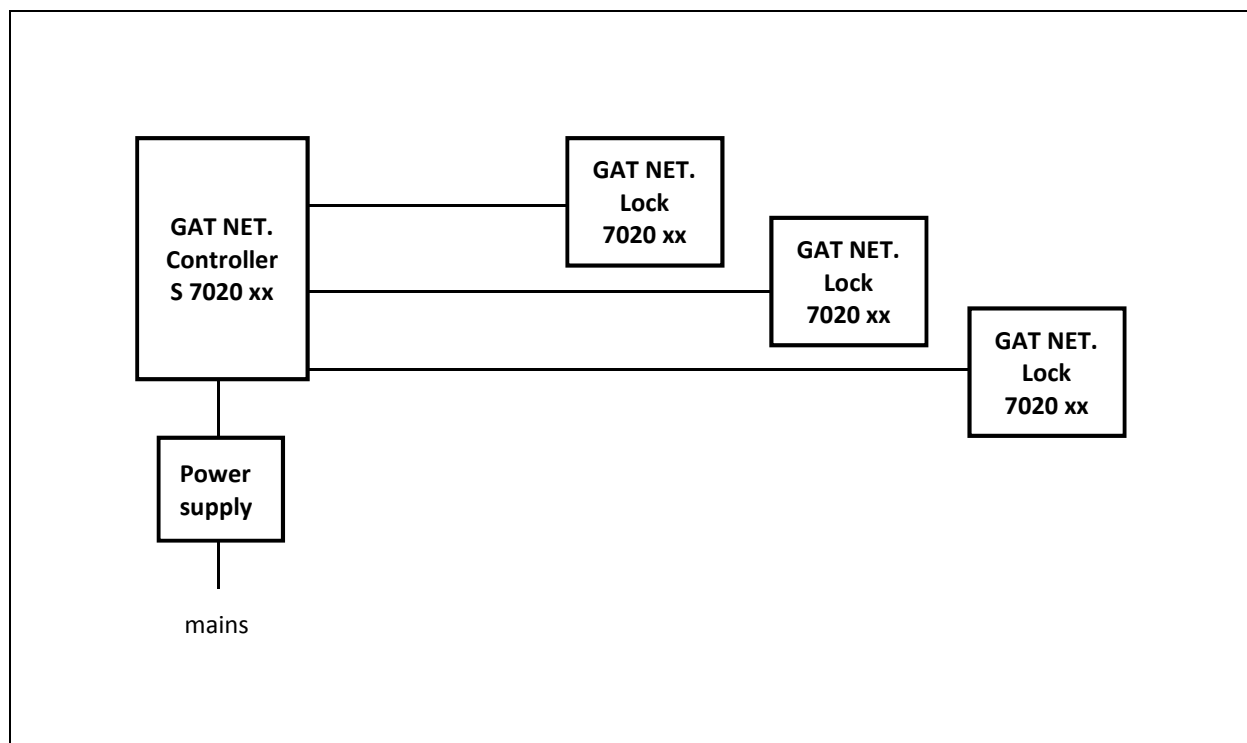 GAT NET.
Controller
S 7020 xx
GAT NET.
Lock
7020 xx
GAT NET.
Lock
7020 xx
GAT NET.
Lock
7020 xx
Power
supply
mains